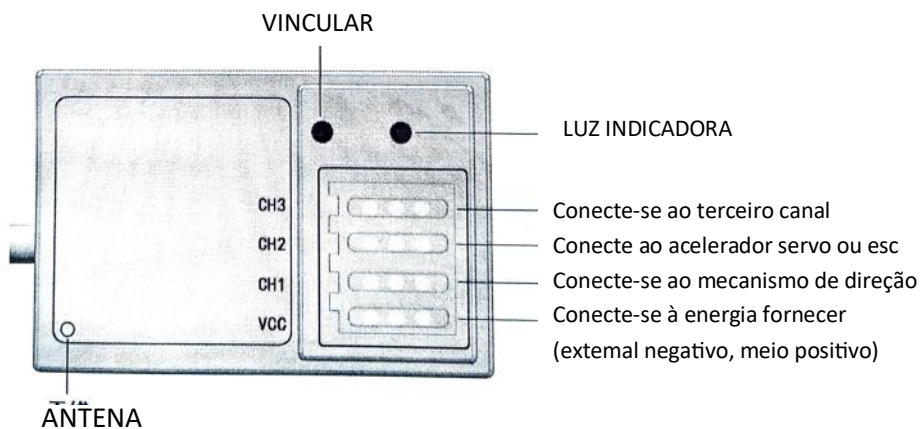 VINCULAR
LUZ INDICADORA
CH3
Conecte-se ao terceiro canal
CH2
Conecte ao acelerador servo ou esc
CH1
Conecte-se ao mecanismo de direção
VCC
Conecte-se à energia fornecer
(extemal negativo, meio positivo)
ANTENA